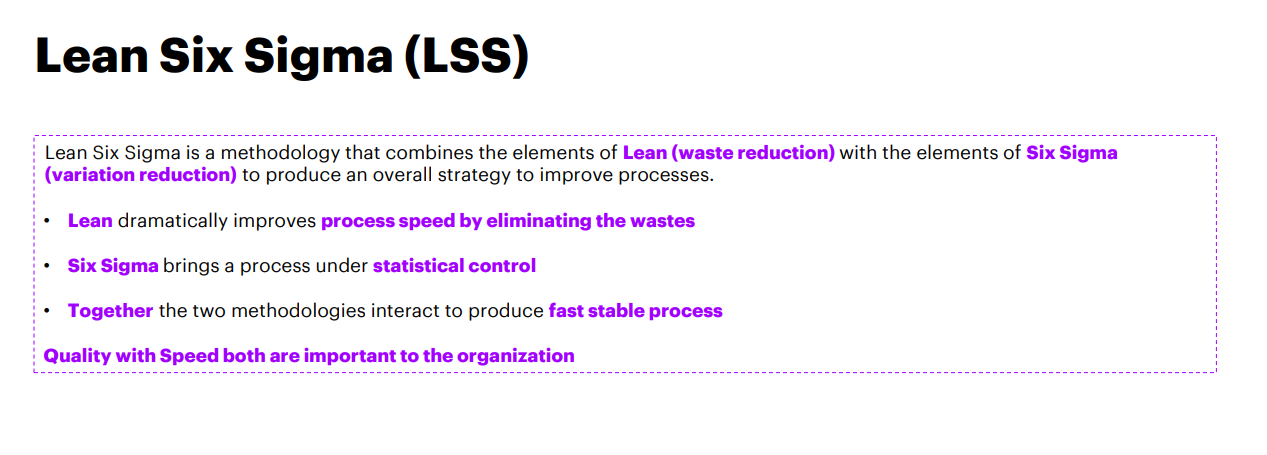 Lean Six Sigma (LSS)
Lean Six Sigma is a methodology that combines the elements of Lean (waste reduction) with the elements of Six Sigma
(variation reduction) to produce an overall strategy to improve processes.
• Lean dramatically improves process speed by eliminating the wastes
• Six Sigma brings a process under statistical control
• Together the two methodologies interact to produce fast stable process
Quality with Speed both are important to the organization